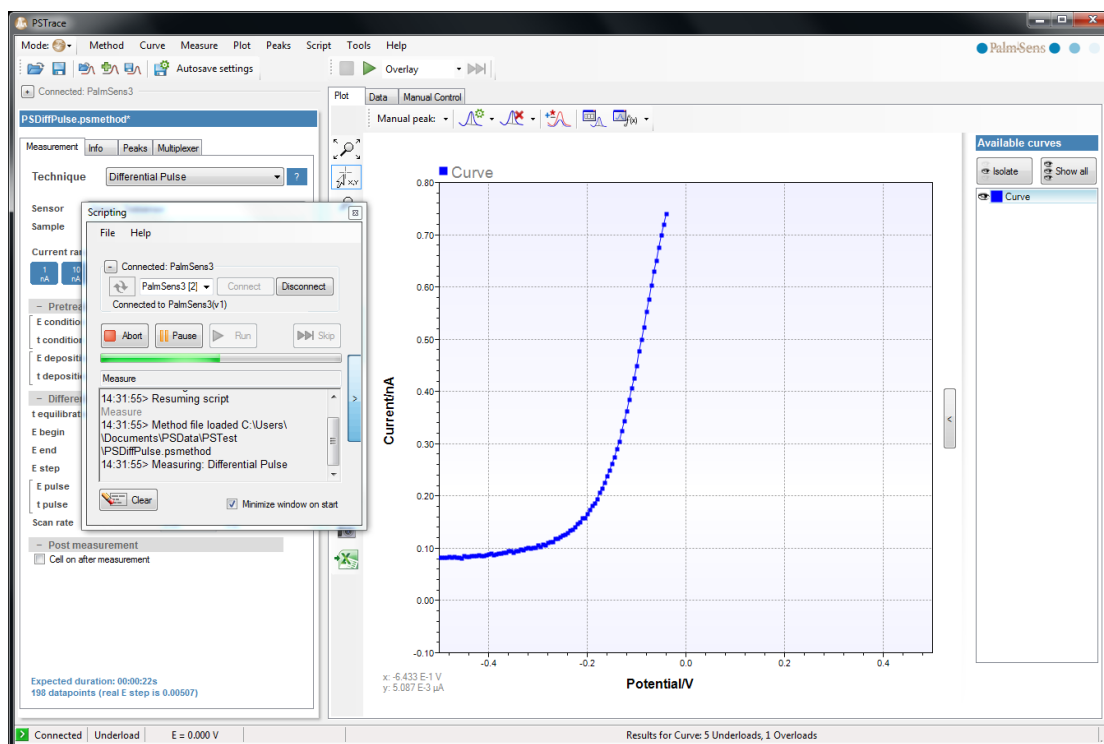 PSTrace
Mode: Method Curve Measure Plot Peaks Script Tools Help
PalmSens
Autosave settings
Overlay
Connected: PalmSens3
PSDiffPulse.psmethod*
Measurement Info Peaks Multiplexer
Technique Differential Pulse ?
Sensor
Sample
Current ran
1 nA
10 nA
Pretrea
E condition
t condition
E depositi
t depositi
Differe
t equilibrat
E begin
E end
E step
E pulse
t pulse
Scan rate
Post measurement
Cell on after measurement
Expected duration: 00:00:22s
198 datapoints (real E step is 0.00507)
Scripting
File Help
Connected: PalmSens3
PalmSens3 [2] Connect Disconnect
Connected to PalmSens3(v1)
Abort Pause Run Skip
Measure
14:31:55> Resuming script
Measure
14:31:55> Method file loaded C:\Users\
\Documents\PSData\PSTest
\PSDiffPulse.psmethod
14:31:55> Measuring: Differential Pulse
Clear Minimize window on start
Plot Data Manual Control
Manual peak:
X,Y
Curve
Current/nA
0.80
0.70
0.60
0.50
0.40
0.30
0.20
0.10
0.00
-0.10
-0.4 -0.2 0.0 0.2 0.4
Potential/V
x: -6.433 E-1 V
y: 5.087 E-3 µA
Available curves
Isolate Show all
Curve
Connected Underload E = 0.000 V Results for Curve: 5 Underloads, 1 Overloads